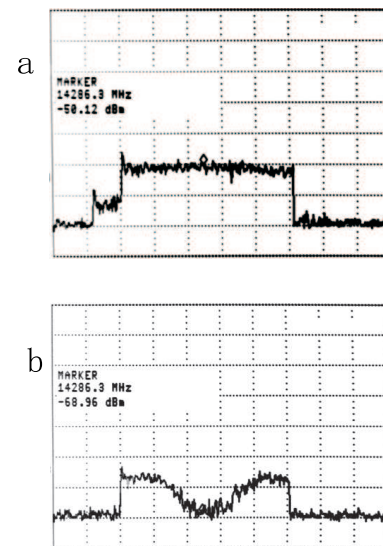 a
MARKER
14286.3 MHz
-50.12 dBm
b
MARKER
14286.3 MHz
-68.96 dBm